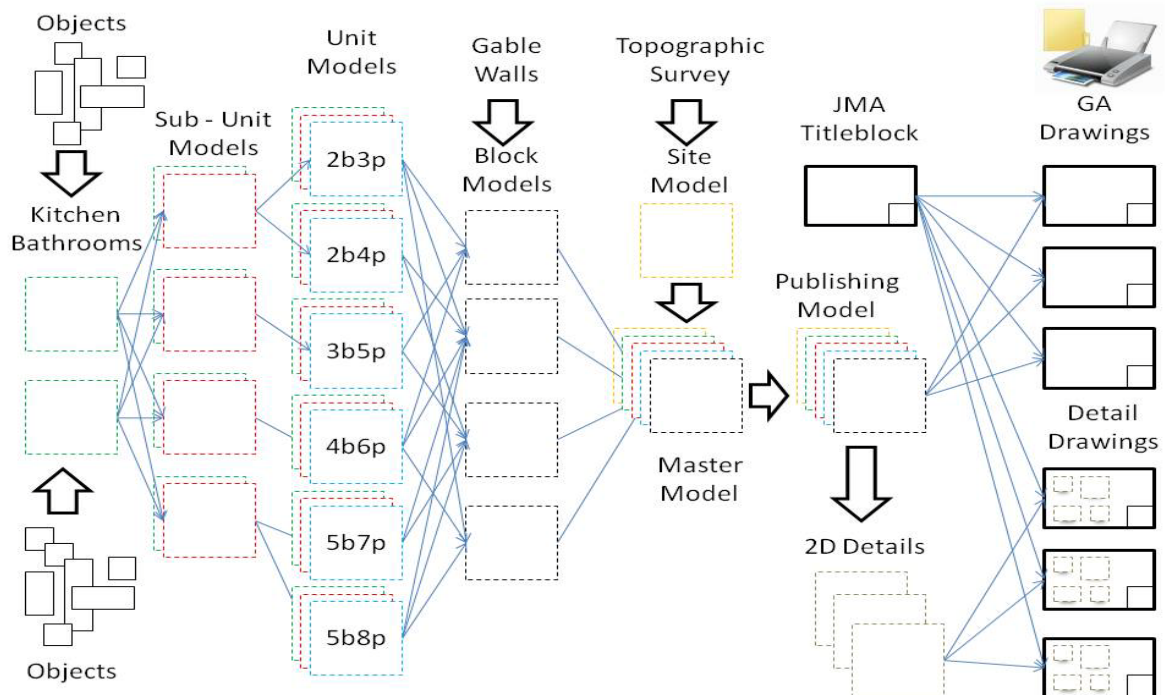 Objects
Kitchen
Bathrooms
Objects
Sub - Unit
Models
Unit
Models
2b3p
2b4p
3b5p
4b6p
5b7p
5b8p
Gable
Walls
Block
Models
Topographic
Survey
Site
Model
Master
Model
Publishing
Model
2D Details
JMA
Titleblock
GA
Drawings
Detail
Drawings